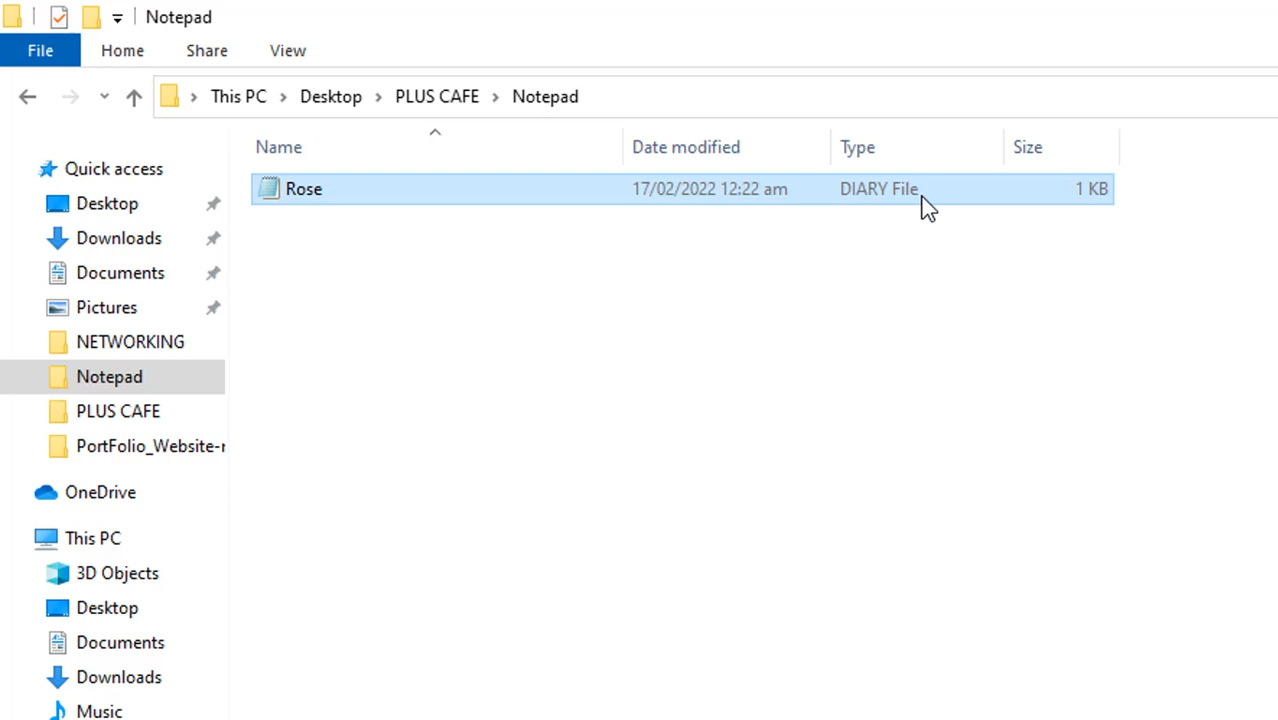 Notepad
File Home Share View
This PC Desktop PLUS CAFE Notepad
Name Date modified Type Size
Rose 17/02/2022 12:22 am DIARY File 1 KB
Quick access
Desktop
Downloads
Documents
Pictures
NETWORKING
Notepad
PLUS CAFE
PortFolio_Website-
OneDrive
This PC
3D Objects
Desktop
Documents
Downloads
Music